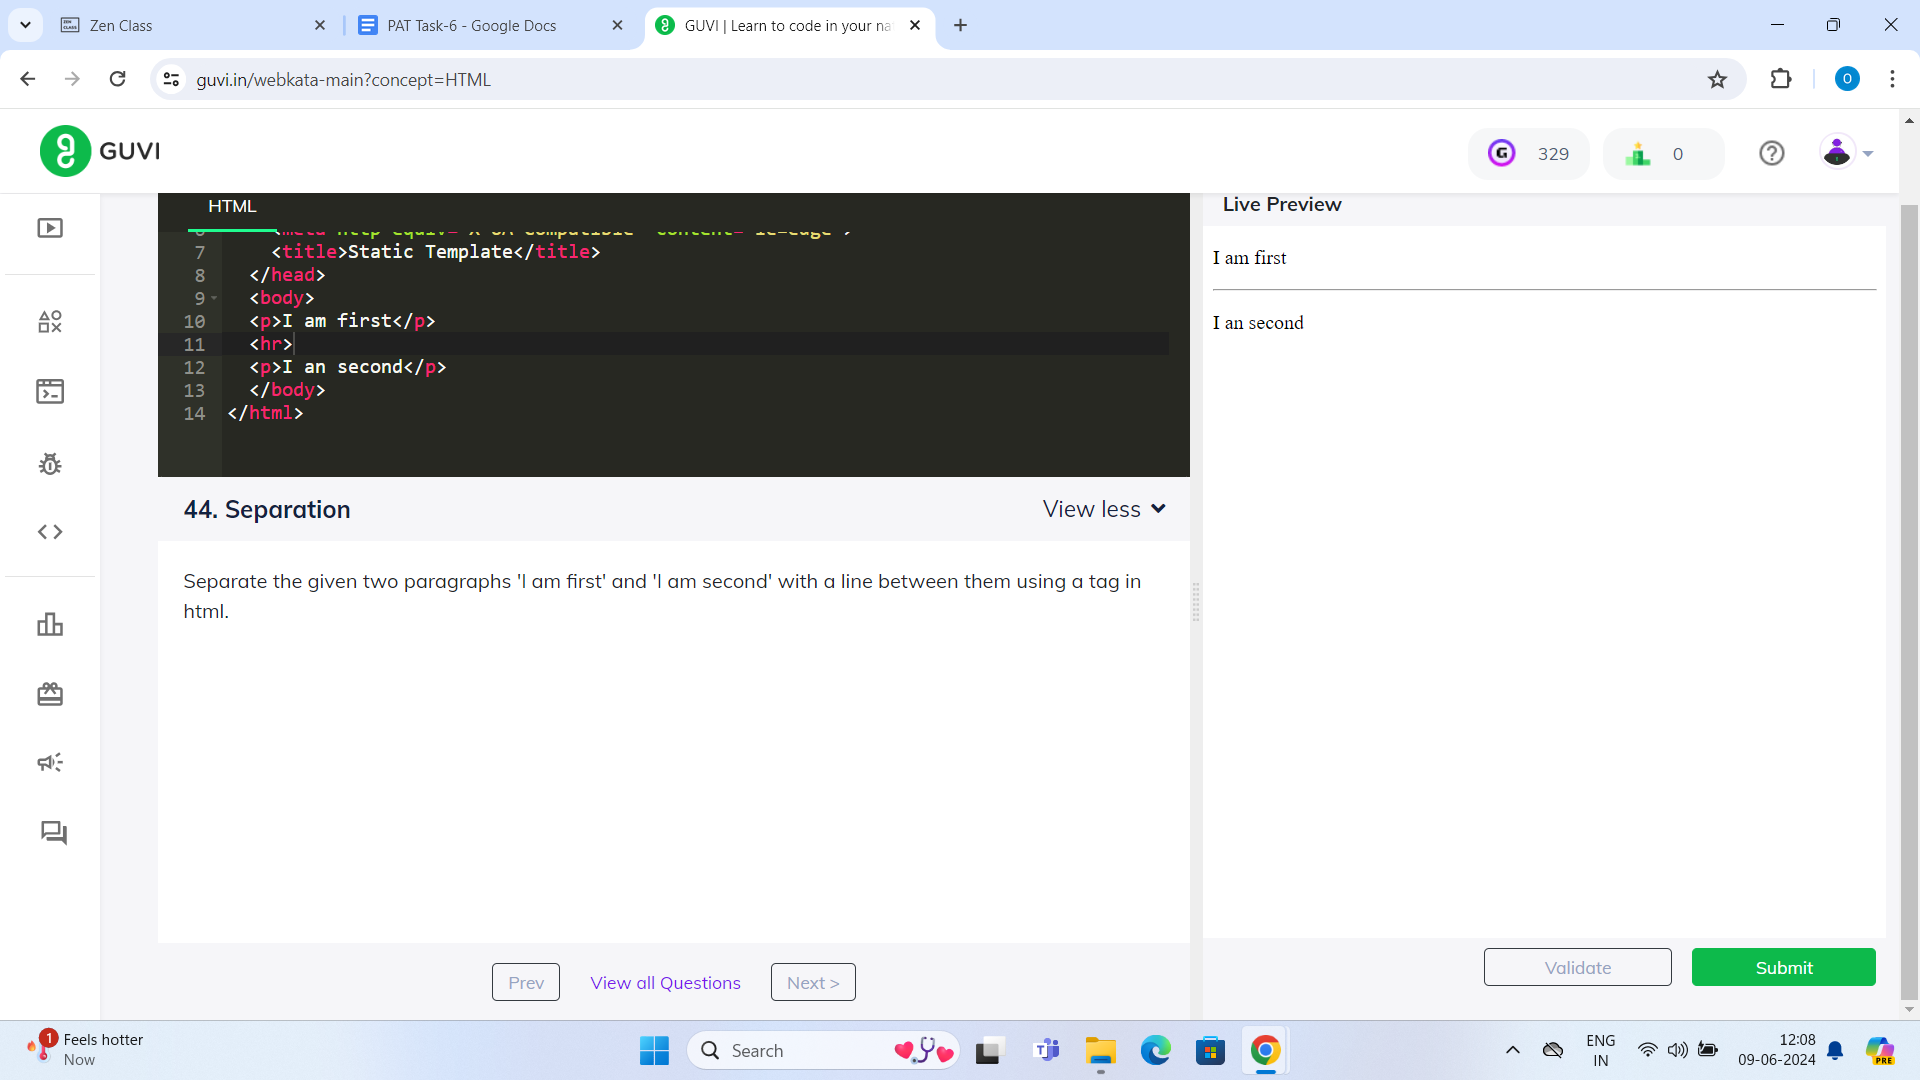 Zen Class
PAT Task-6 - Google Docs
GUVI | Learn to code in your na
guvi.in/webkata-main?concept=HTML
O
GUVI
G
329
0
HTML
Live Preview
7 <title>Static Template</title>
8 </head>
9 <body>
10 <p>I am first</p>
11 <hr>
12 <p>I an second</p>
13 </body>
14 </html>
I am first
I an second
44. Separation
View less
Separate the given two paragraphs 'I am first' and 'I am second' with a line between them using a tag in
html.
Prev
View all Questions
Next >
Validate
Submit
1
Feels hotter
Now
Search
ENG
IN
12:08
09-06-2024
PRE